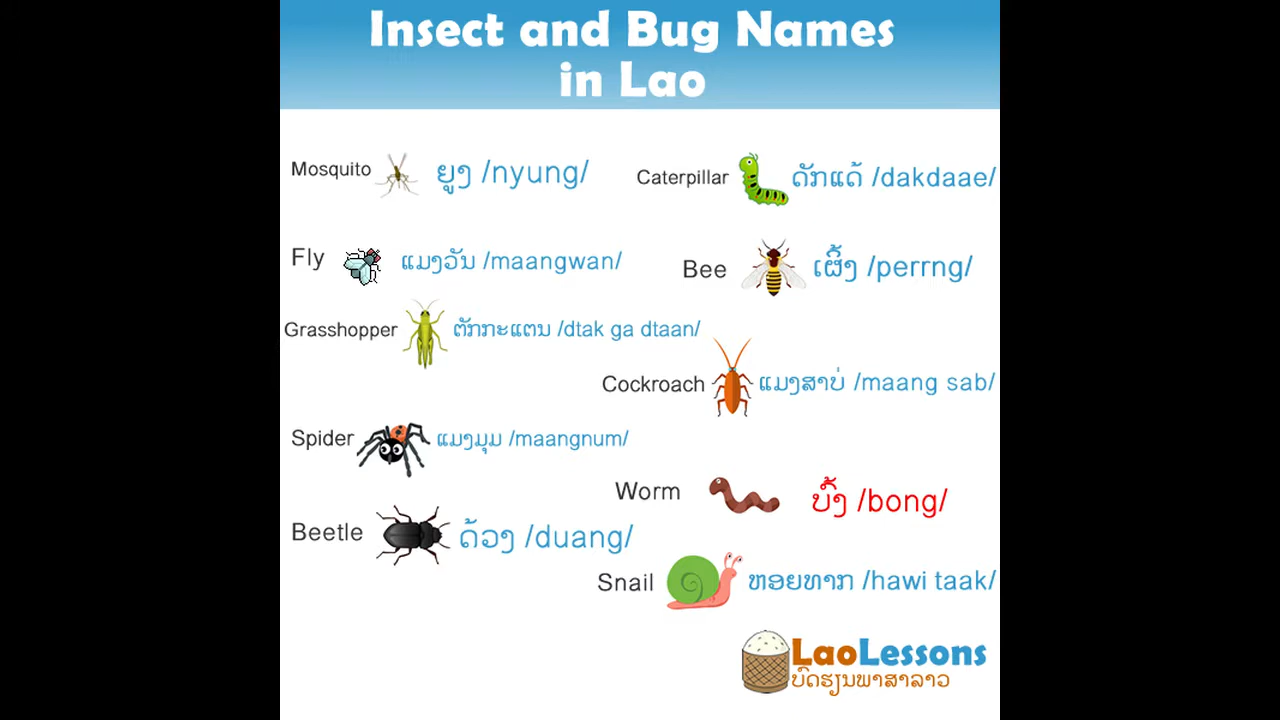 Insect and Bug Names
in Lao
Mosquito ຍູງ /nyung/
Caterpillar ດັກແດ້ /dakdaae/
Fly ແມງວັນ /maangwan/
Bee ເຜິ້ງ /perrng/
Grasshopper ຕັກກະແຕນ /dtak ga dtaan/
Cockroach ແມງສາບ່ /maang sab/
Spider ແມງມຸມ /maangnum/
Worm ບົ້ງ /bong/
Beetle ດ້ວງ /duang/
Snail ຫອຍທາກ /hawi taak/
LaoLessons
ບົດຮຽນພາສາລາວ